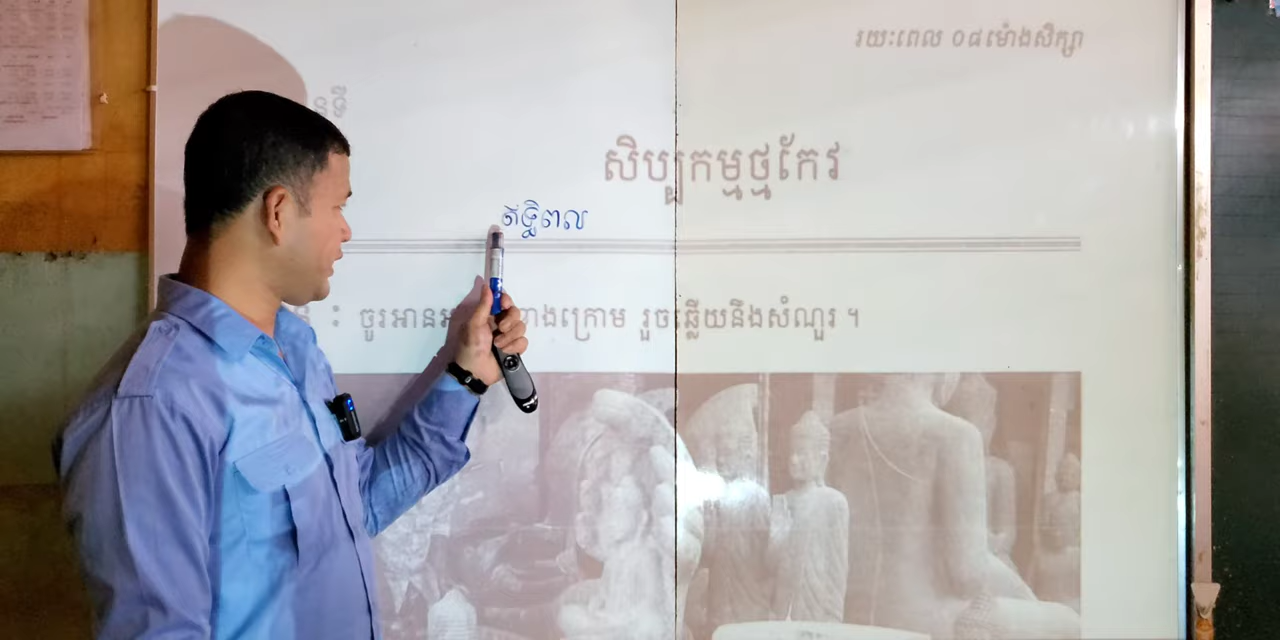 រយៈពេល ០៨ម៉ោងសិក្សា
សិប្បកម្មថ្មកែវ
ឥទ្ធិពល
៖ ចូរអាន ខាងក្រោម រួចឆ្លើយនឹងសំណួរ ។